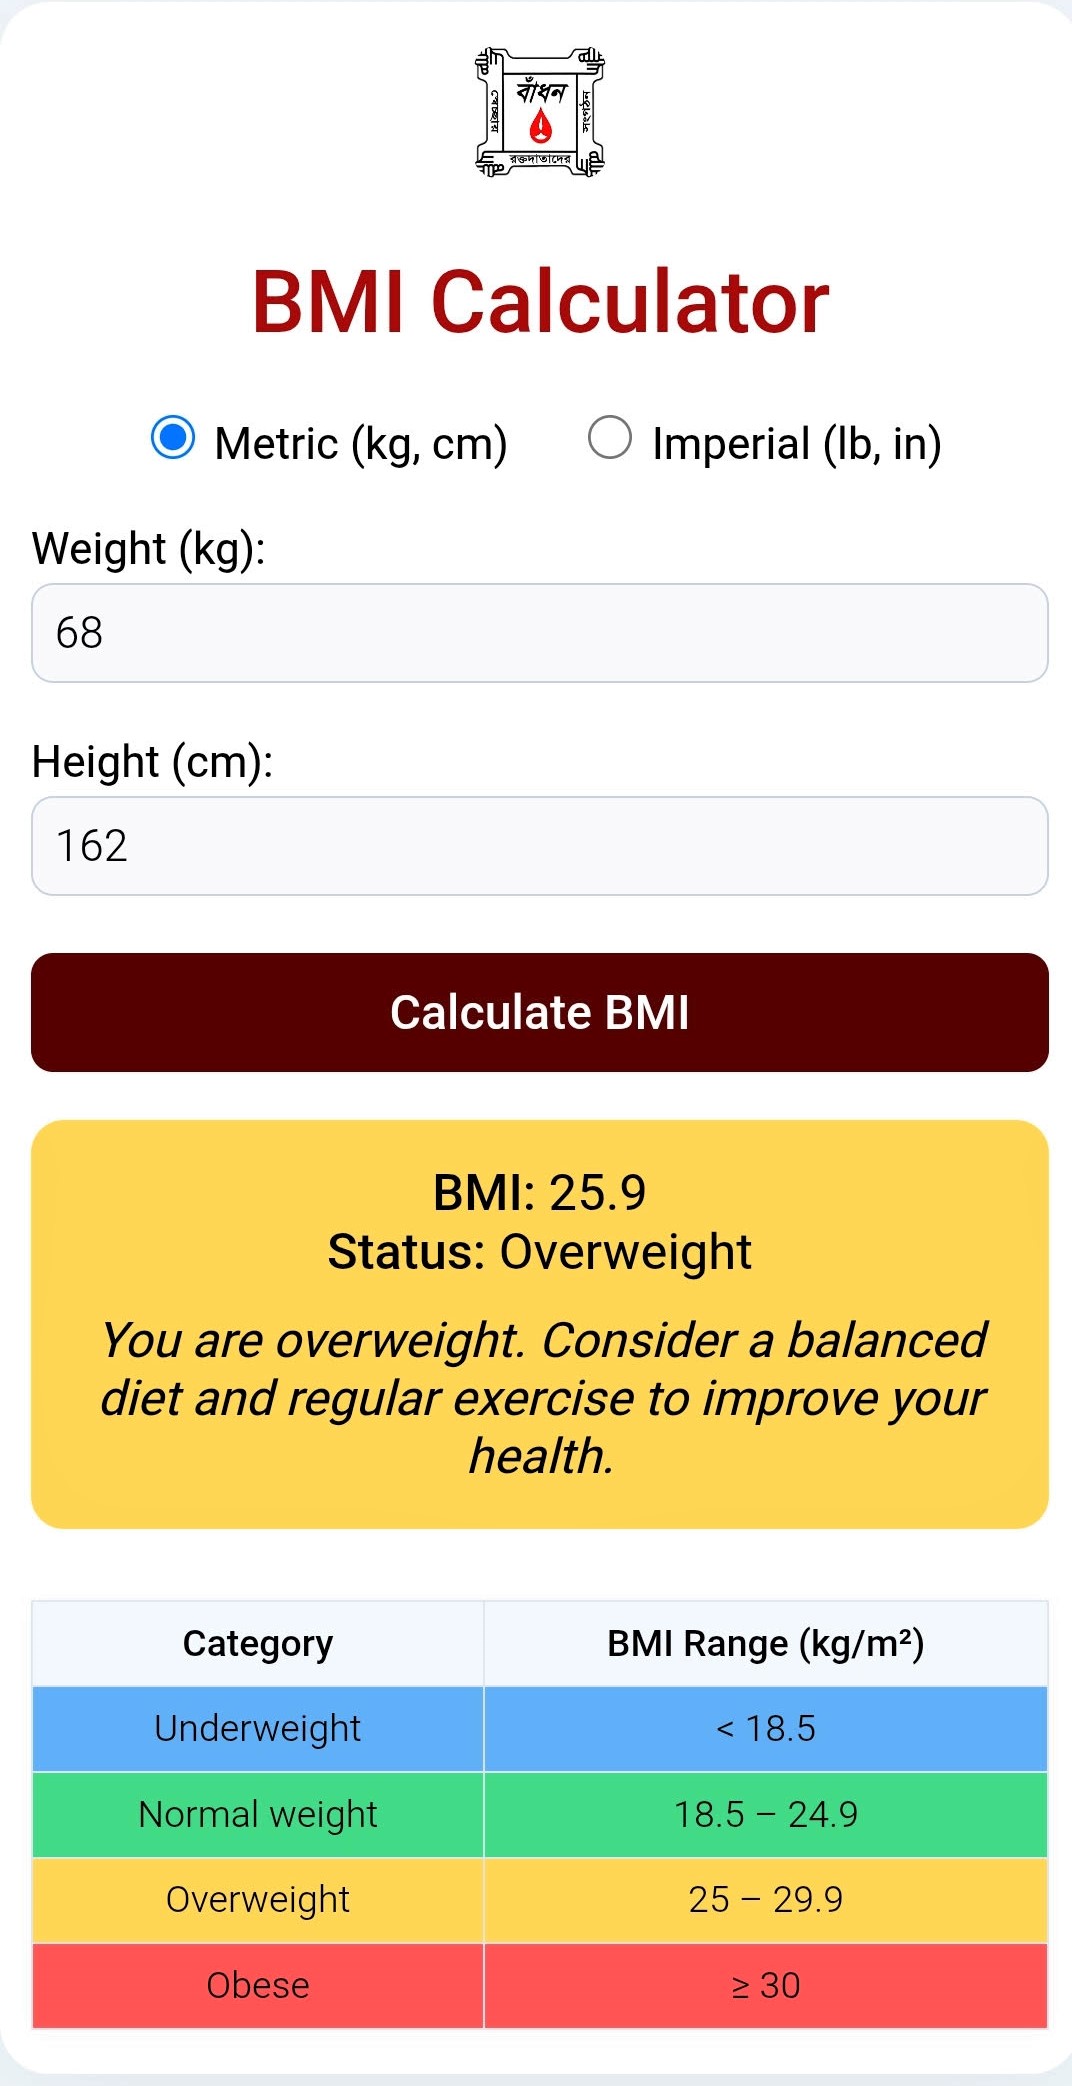 বাঁধন
স্বেচ্ছায়
সংগঠন
রক্তদাতাদের
BMI Calculator
Metric (kg, cm) Imperial (lb, in)
Weight (kg):
68
Height (cm):
162
Calculate BMI
BMI: 25.9
Status: Overweight
You are overweight. Consider a balanced
diet and regular exercise to improve your
health.
Category BMI Range (kg/m²)
Underweight < 18.5
Normal weight 18.5 – 24.9
Overweight 25 – 29.9
Obese ≥ 30